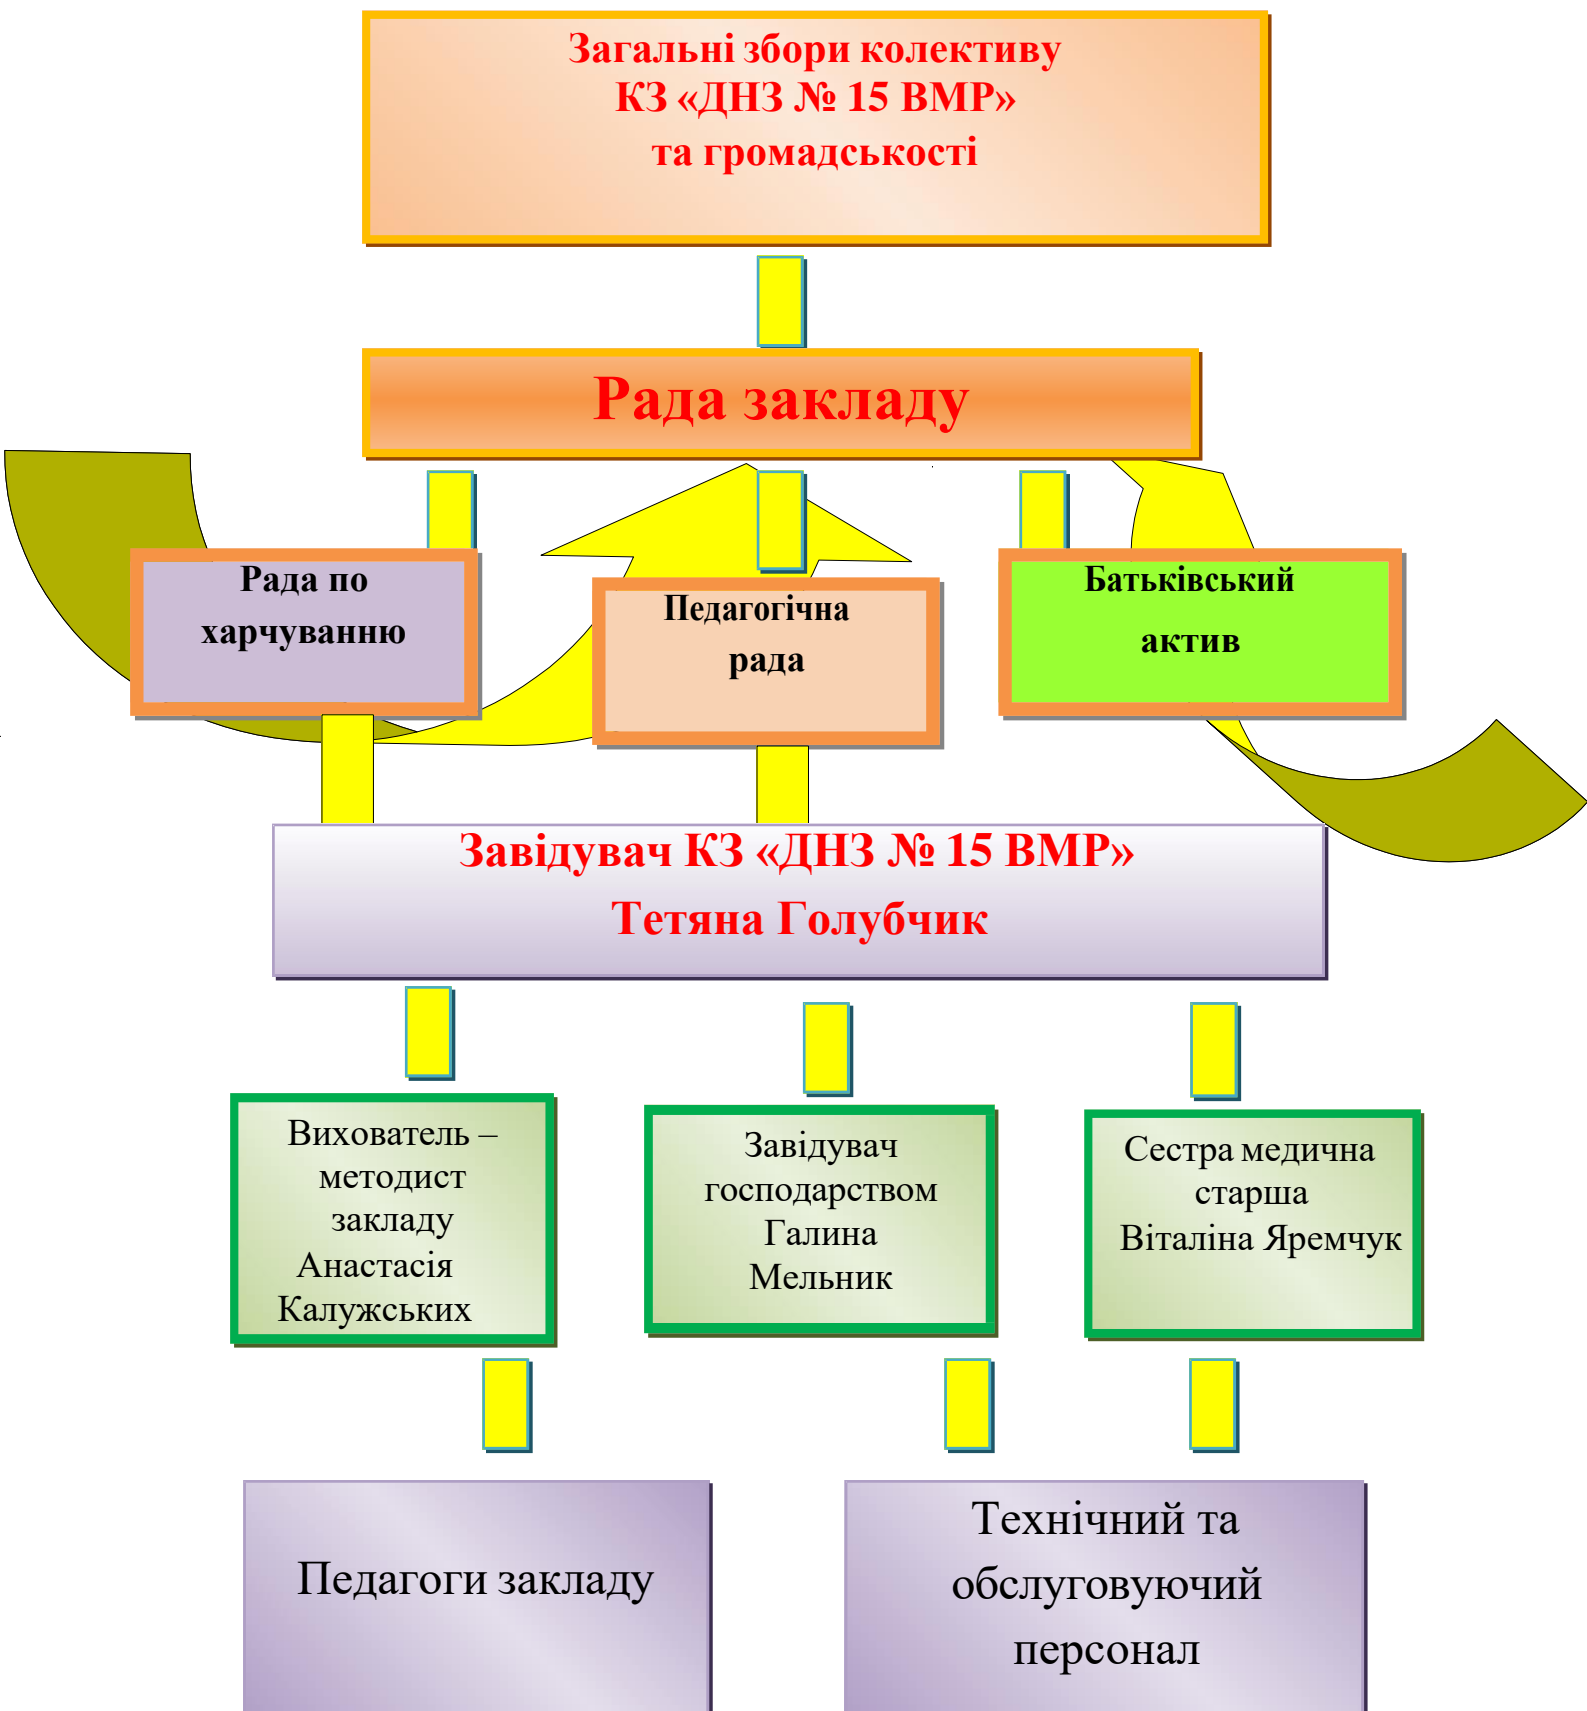 Загальні збори колективу
КЗ «ДНЗ № 15 ВМР»
та громадськості
Рада закладу
Рада по
харчуванню
Педагогічна
рада
Батьківський
актив
Завідувач КЗ «ДНЗ № 15 ВМР»
Тетяна Голубчик
Вихователь –
методист
закладу
Анастасія
Калужських
Завідувач
господарством
Галина
Мельник
Сестра медична
старша
Віталіна Яремчук
Педагоги закладу
Технічний та
обслуговуючий
персонал